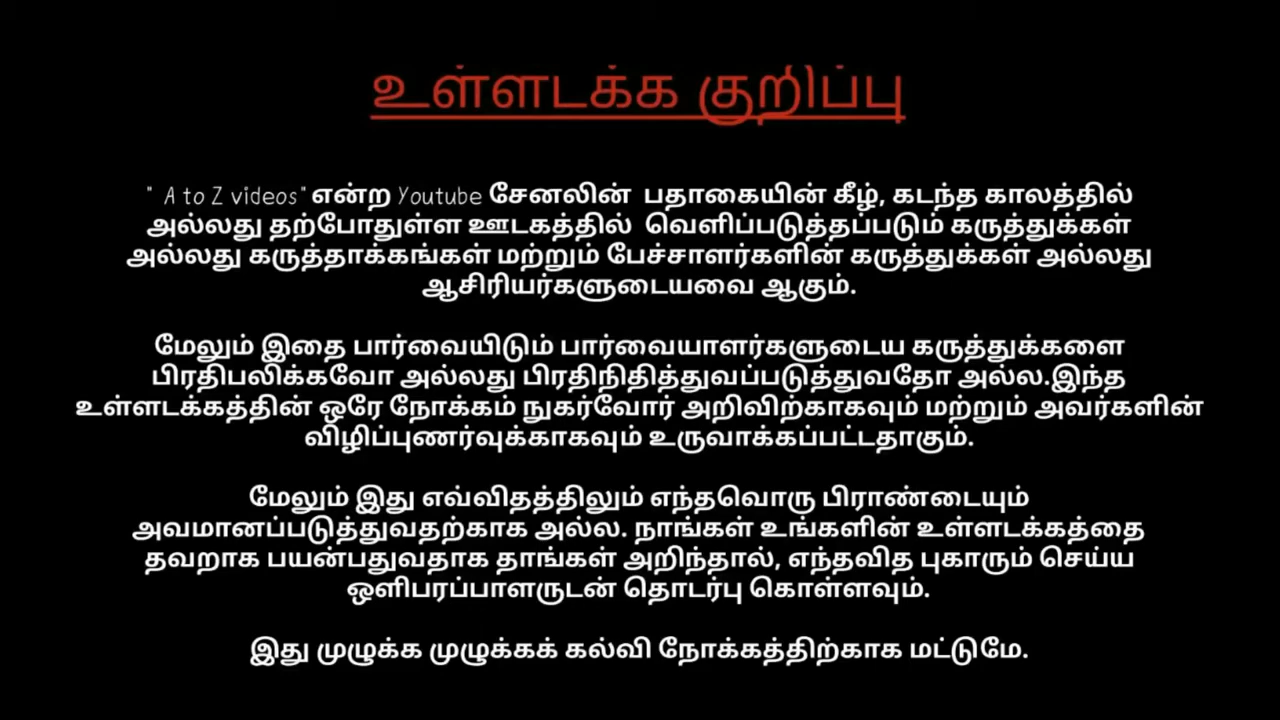 உள்ளடக்க குறிப்பு
" A to Z videos" என்ற Youtube சேனலின் பதாகையின் கீழ், கடந்த காலத்தில்
அல்லது தற்போதுள்ள ஊடகத்தில் வெளிப்படுத்தப்படும் கருத்துக்கள்
அல்லது கருத்தாக்கங்கள் மற்றும் பேச்சாளர்களின் கருத்துக்கள் அல்லது
ஆசிரியர்களுடையவை ஆகும்.
மேலும் இதை பார்வையிடும் பார்வையாளர்களுடைய கருத்துக்களை
பிரதிபலிக்கவோ அல்லது பிரதிநிதித்துவப்படுத்துவதோ அல்ல.இந்த
உள்ளடக்கத்தின் ஒரே நோக்கம் நுகர்வோர் அறிவிற்காகவும் மற்றும் அவர்களின்
விழிப்புணர்வுக்காகவும் உருவாக்கப்பட்டதாகும்.
மேலும் இது எவ்விதத்திலும் எந்தவொரு பிராண்டையும்
அவமானப்படுத்துவதற்காக அல்ல. நாங்கள் உங்களின் உள்ளடக்கத்தை
தவறாக பயன்பதுவதாக தாங்கள் அறிந்தால், எந்தவித புகாரும் செய்ய
ஒளிபரப்பாளருடன் தொடர்பு கொள்ளவும்.
இது முழுக்க முழுக்கக் கல்வி நோக்கத்திற்காக மட்டுமே.